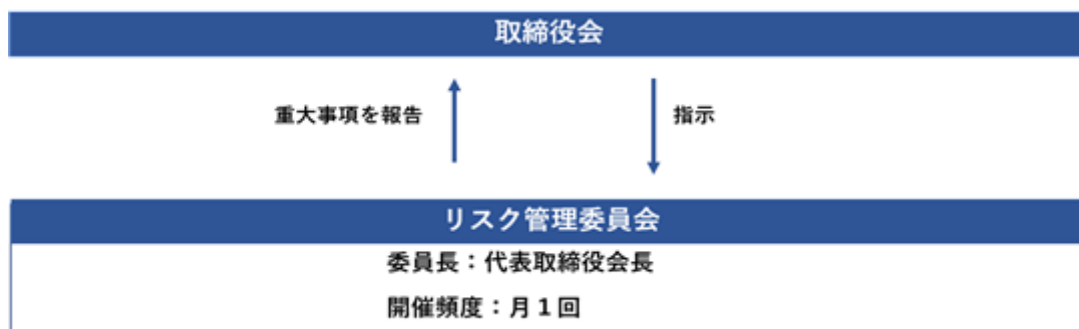 取締役会
重大事項を報告
指示
リスク管理委員会
委員長：代表取締役会長
開催頻度：月１回